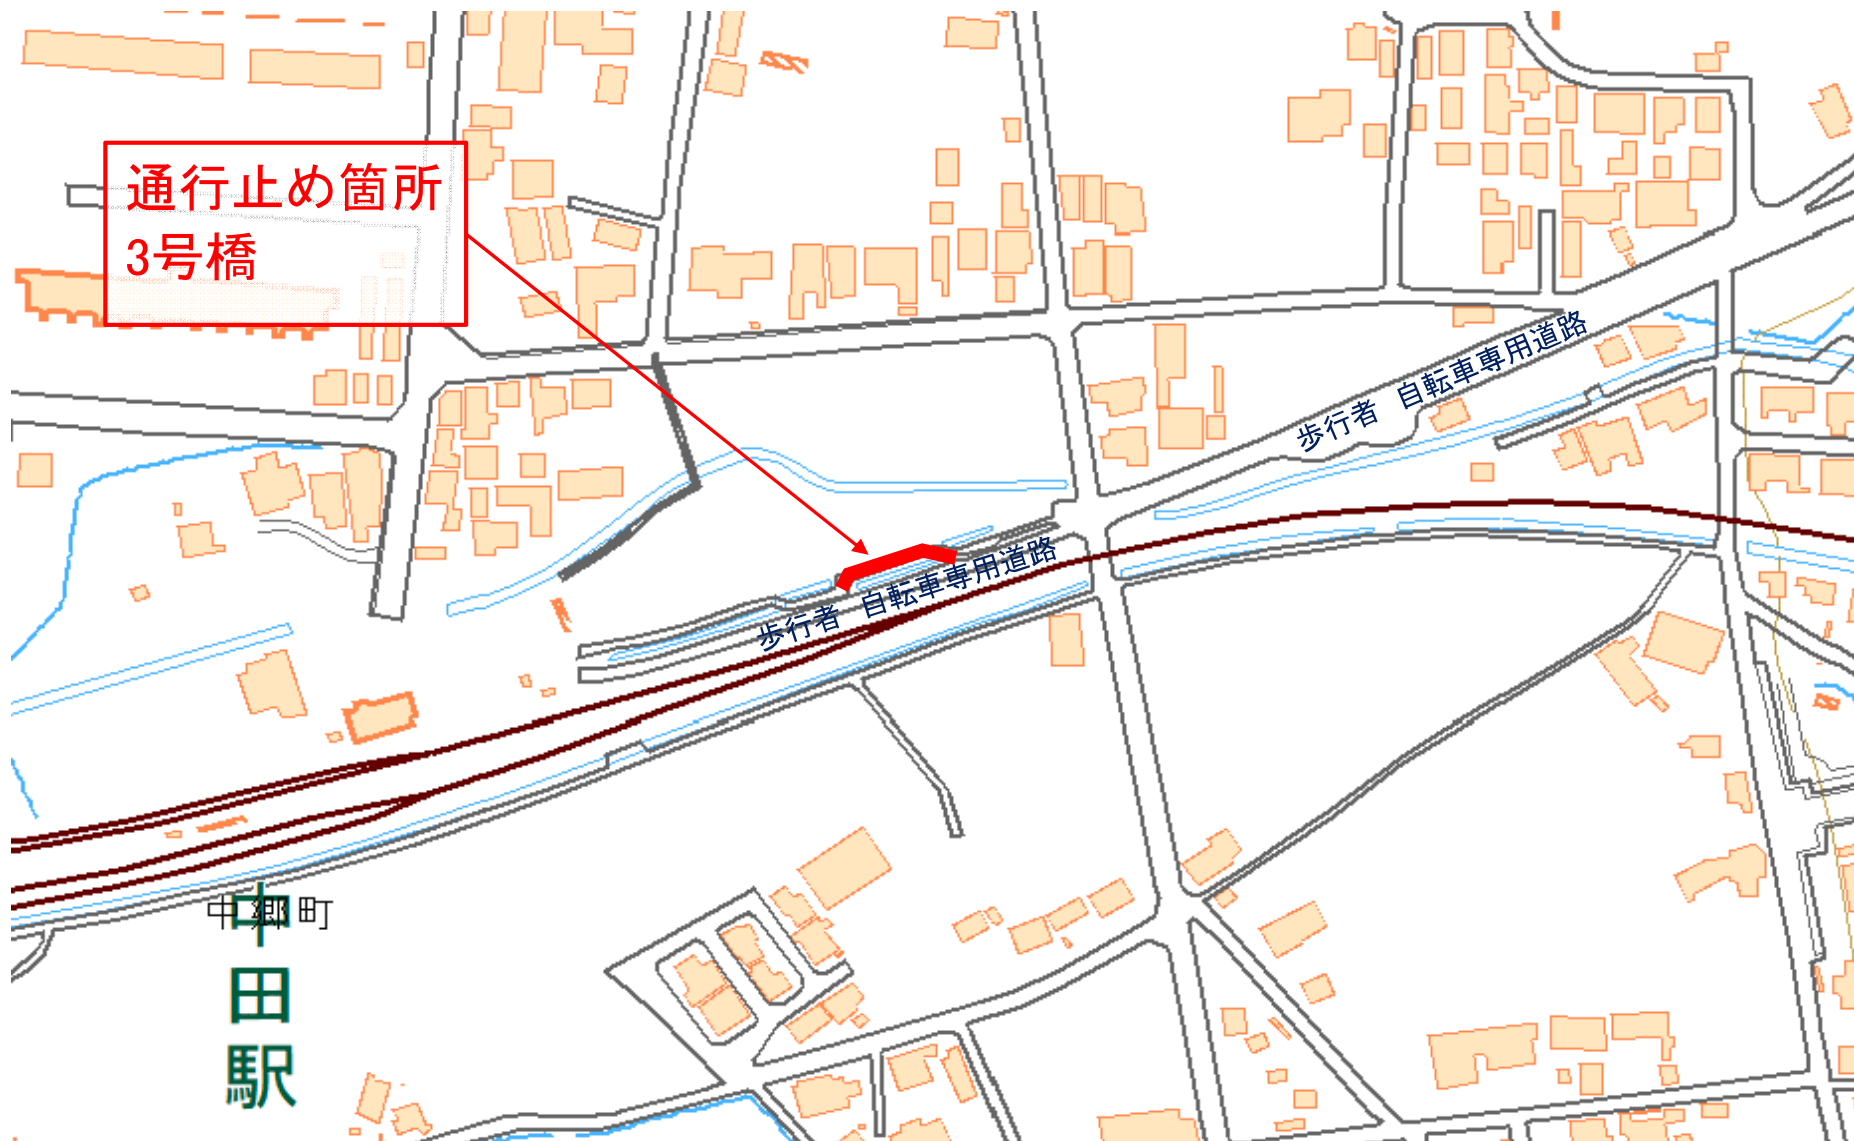 通行止め箇所
3号橋
歩行者　自転車専用道路
歩行者　自転車専用道路
中郷町
中田駅